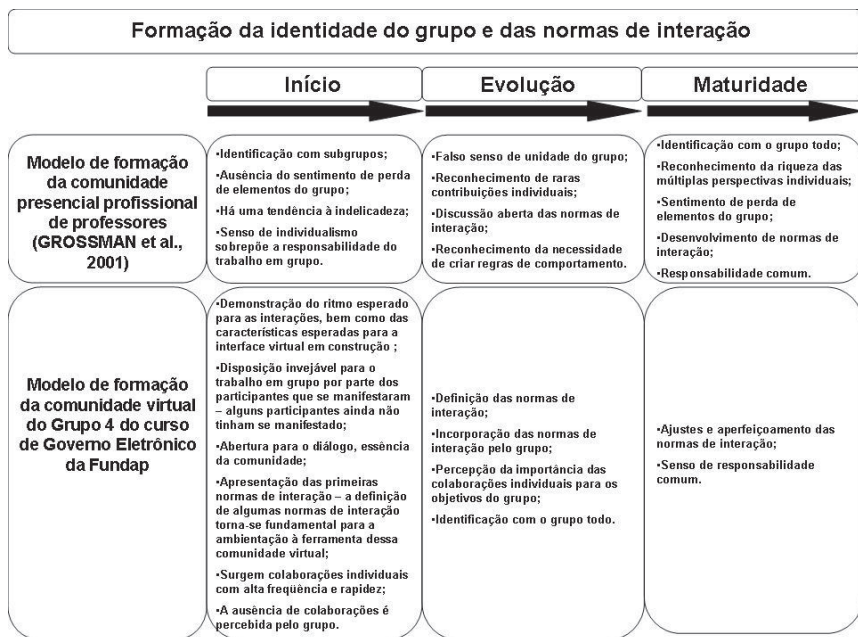 Formação da identidade do grupo e das normas de interação
Início
Evolução
Maturidade
Modelo de formação
da comunidade
presencial profissional
de professores
(GROSSMAN et al.,
2001)
•Identificação com subgrupos;
•Ausência do sentimento de perda
de elementos do grupo;
•Há uma tendência à indelicadeza;
•Senso de individualismo
sobrepõe a responsabilidade do
trabalho em grupo.
•Falso senso de unidade do grupo;
•Reconhecimento de raras
contribuições individuais;
•Discussão aberta das normas de
interação;
•Reconhecimento da necessidade
de criar regras de comportamento.
•Identificação com o grupo todo;
•Reconhecimento da riqueza das
múltiplas perspectivas individuais;
•Sentimento de perda de
elementos do grupo;
•Desenvolvimento de normas de
interação;
•Responsabilidade comum.
Modelo de formação
da comunidade virtual
do Grupo 4 do curso
de Governo Eletrônico
da Fundap
•Demonstração do ritmo esperado
para as interações, bem como das
características esperadas para a
interface virtual em construção ;
•Disposição invejável para o
trabalho em grupo por parte dos
participantes que se manifestaram
– alguns participantes ainda não
tinham se manifestado;
•Abertura para o diálogo, essência
da comunidade;
•Apresentação das primeiras
normas de interação – a definição
de algumas normas de interação
torna-se fundamental para a
ambientação à ferramenta dessa
comunidade virtual;
•Surgem colaborações individuais
com alta freqüência e rapidez;
•A ausência de colaborações é
percebida pelo grupo.
•Definição das normas de
interação;
•Incorporação das normas de
interação pelo grupo;
•Percepção da importância das
colaborações individuais para os
objetivos do grupo;
•Identificação com o grupo todo.
•Ajustes e aperfeiçoamento das
normas de interação;
•Senso de responsabilidade
comum.